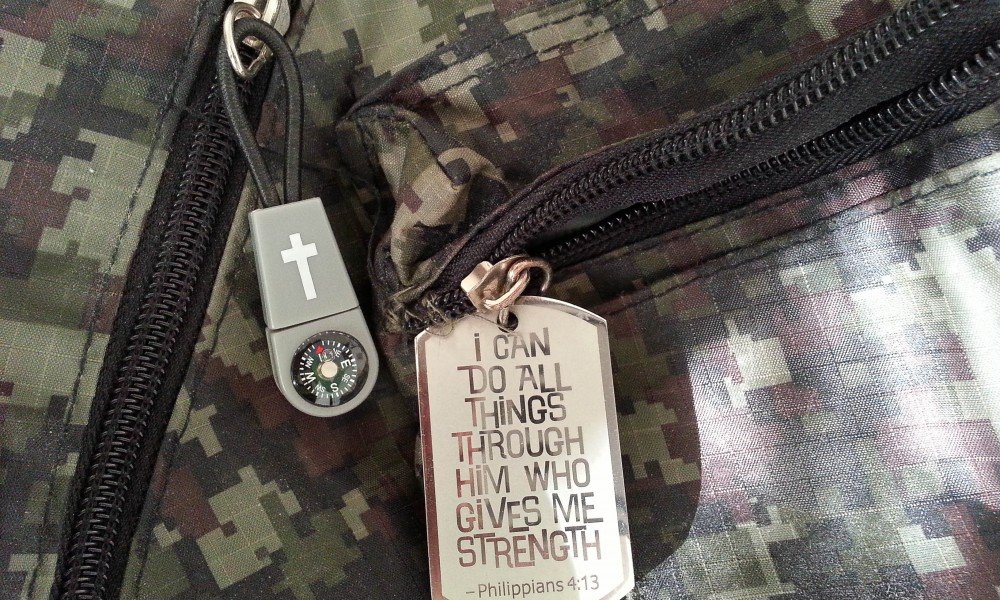 i CAN
DO ALL
THiNGS
THROUGH
HiM WHO
GiVES ME
STRENGTH
–Philippians 4:13
E
W
S